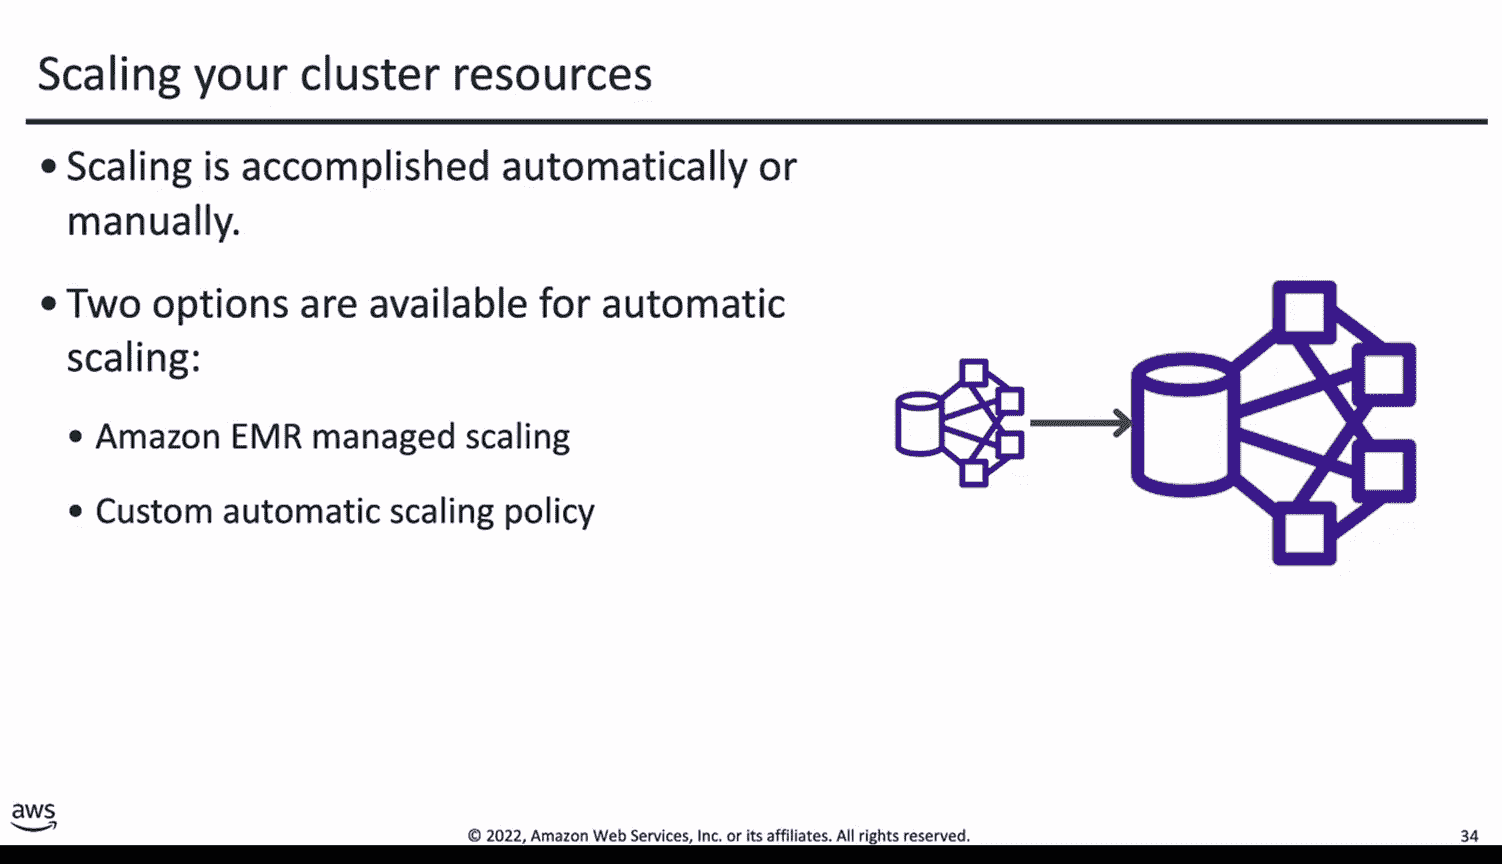 Scaling your cluster resources
• Scaling is accomplished automatically or
manually.
• Two options are available for automatic
scaling:
• Amazon EMR managed scaling
• Custom automatic scaling policy
aws
© 2022, Amazon Web Services, Inc. or its affiliates. All rights reserved.
34